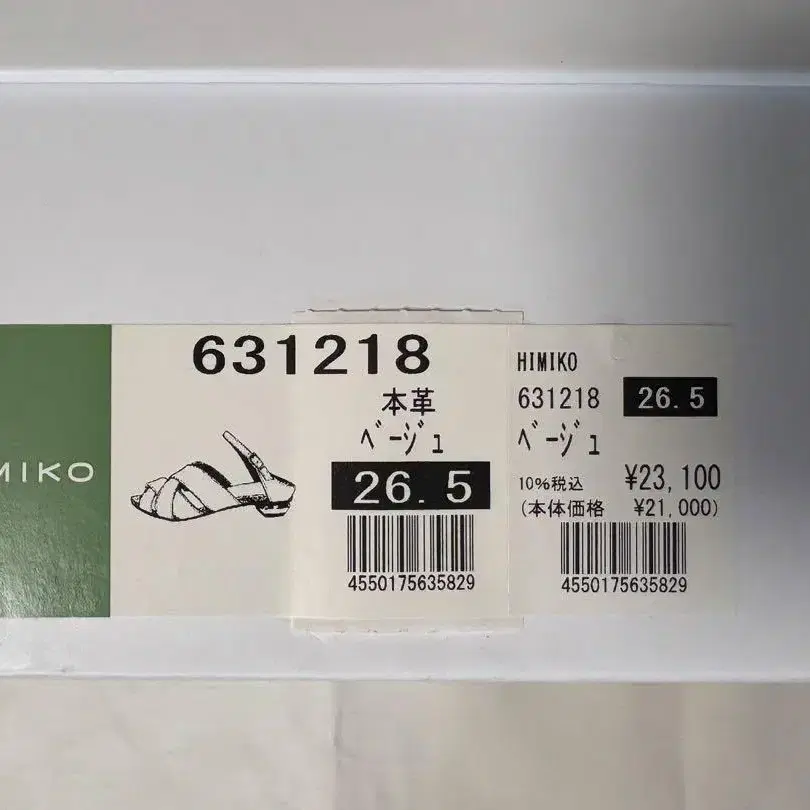 MIKO
631218
本革
ﾍﾞｰｼﾞｭ
26.5
4550175635829
HIMIKO
631218 26.5
ﾍﾞｰｼﾞｭ
10%税込 ¥23,100
(本体価格 ¥21,000)
4550175635829